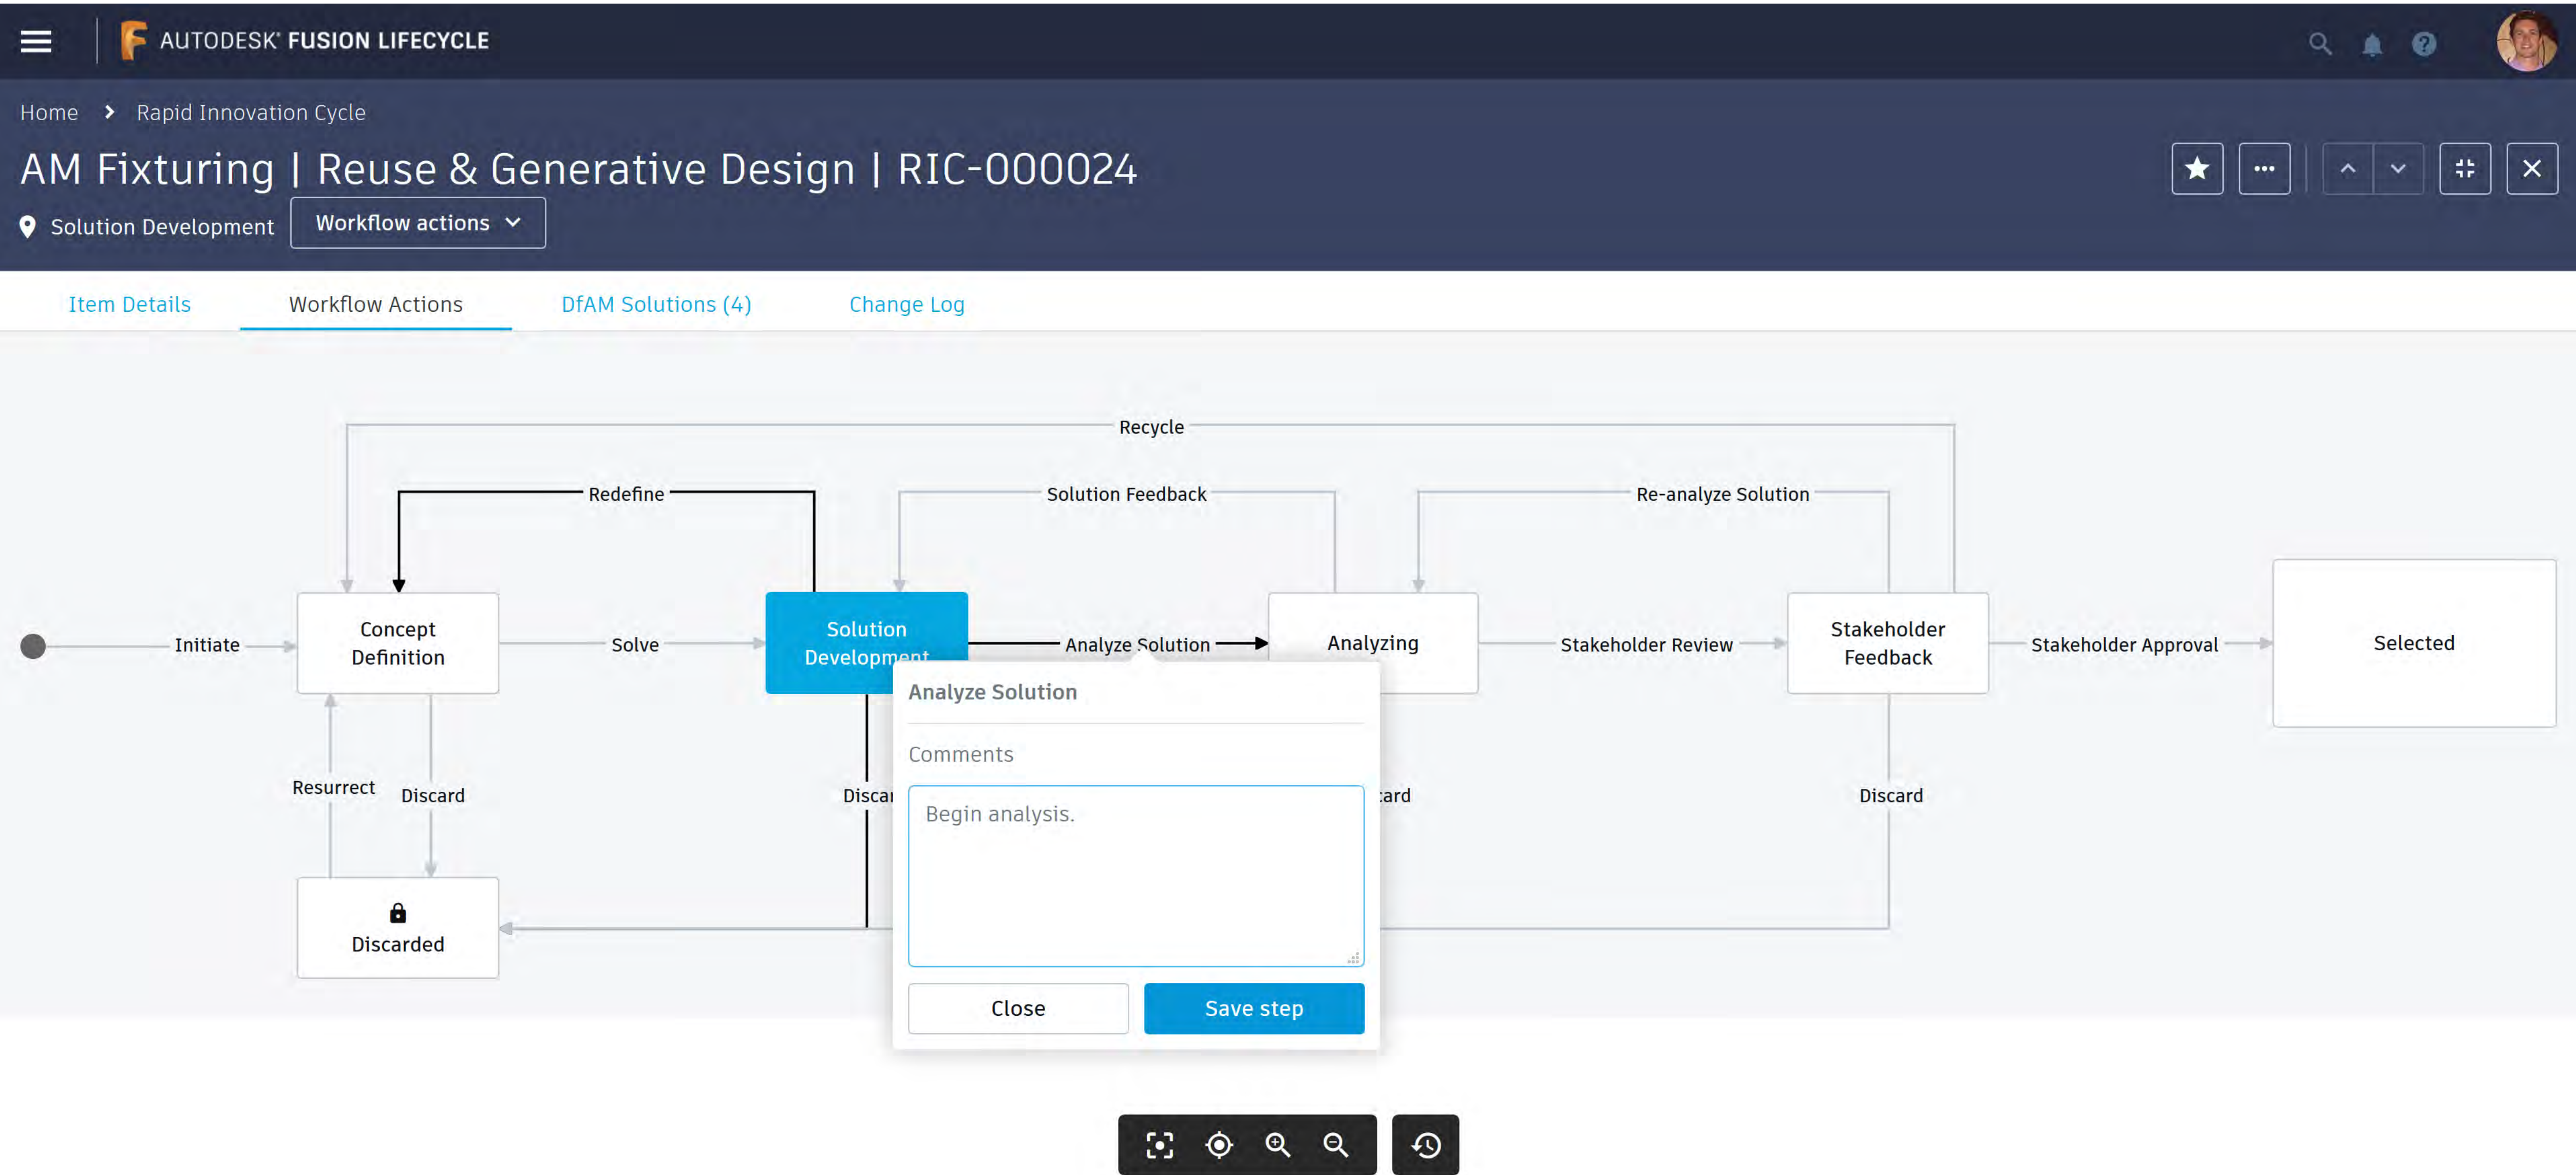 AUTODESK® FUSION LIFECYCLE
Home > Rapid Innovation Cycle
AM Fixturing | Reuse & Generative Design | RIC-000024
Solution Development
Workflow actions
Item Details
Workflow Actions
DfAM Solutions (4)
Change Log
Recycle
Redefine
Solution Feedback
Re-analyze Solution
Initiate
Concept
Definition
Solve
Solution
Development
Analyze Solution
Analyzing
Stakeholder Review
Stakeholder
Feedback
Stakeholder Approval
Selected
Analyze Solution
Comments
Begin analysis.
Close
Save step
Resurrect
Discard
Discar
card
Discard
Discarded